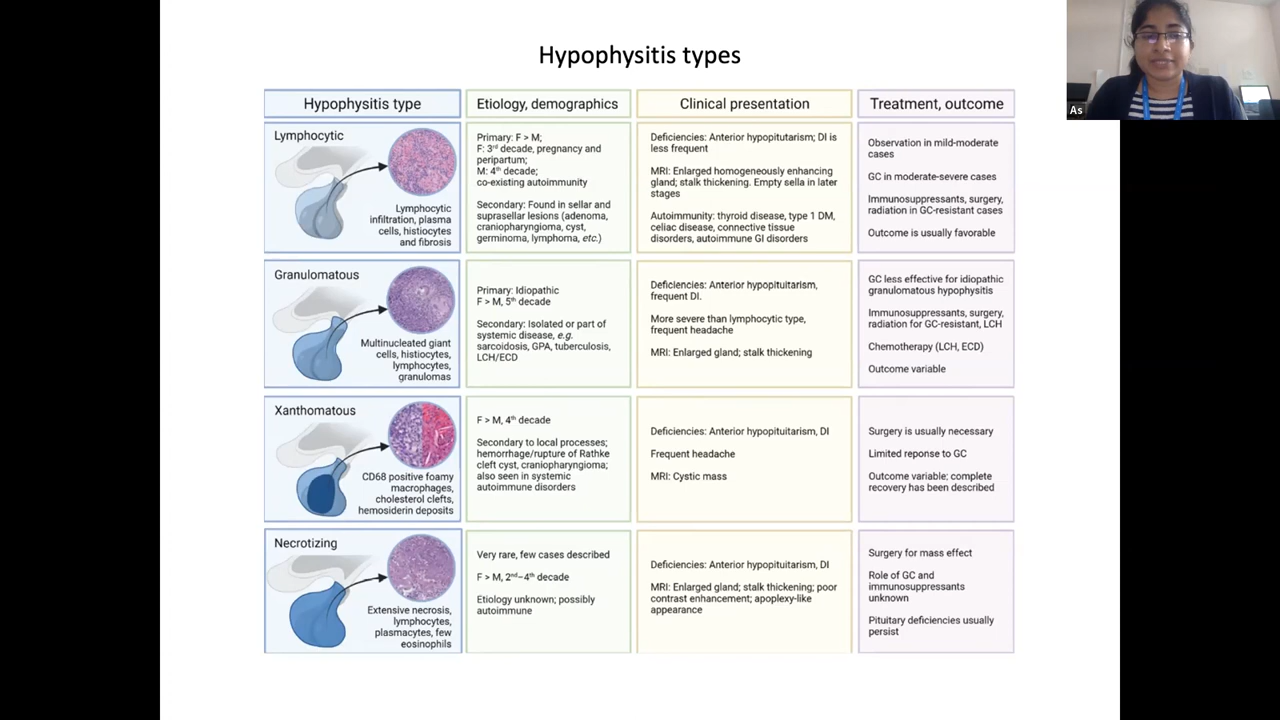 Hypophysitis types
As
Hypophysitis type
Etiology, demographics
Clinical presentation
Treatment, outcome
Lymphocytic
Lymphocytic
infiltration, plasma
cells, histiocytes
and fibrosis
Primary: F > M;
F: 3rd decade, pregnancy and
peripartum;
M: 4th decade;
co-existing autoimmunity
Secondary: Found in sellar and
suprasellar lesions (adenoma,
craniopharyngioma, cyst,
germinoma, lymphoma, etc.)
Deficiencies: Anterior hypopitutarism; DI is
less frequent
MRI: Enlarged homogeneously enhancing
gland; stalk thickening. Empty sella in later
stages
Autoimmunity: thyroid disease, type 1 DM,
celiac disease, connective tissue
disorders, autoimmune GI disorders
Observation in mild-moderate
cases
GC in moderate-severe cases
Immunosuppressants, surgery,
radiation in GC-resistant cases
Outcome is usually favorable
Granulomatous
Multinucleated giant
cells, histiocytes,
lymphocytes,
granulomas
Primary: Idiopathic
F > M, 5th decade
Secondary: Isolated or part of
systemic disease, e.g.
sarcoidosis, GPA, tuberculosis,
LCH/ECD
Deficiencies: Anterior hypopituitarism,
frequent DI.
More severe than lymphocytic type,
frequent headache
MRI: Enlarged gland; stalk thickening
GC less effective for idiopathic
granulomatous hypophysitis
Immunosuppressants, surgery,
radiation for GC-resistant, LCH
Chemotherapy (LCH, ECD)
Outcome variable
Xanthomatous
CD68 positive foamy
macrophages,
cholesterol clefts,
hemosiderin deposits
F > M, 4th decade
Secondary to local processes;
hemorrhage/rupture of Rathke
cleft cyst, craniopharyngioma;
also seen in systemic
autoimmune disorders
Deficiencies: Anterior hypopituitarism, DI
Frequent headache
MRI: Cystic mass
Surgery is usually necessary
Limited reponse to GC
Outcome variable; complete
recovery has been described
Necrotizing
Extensive necrosis,
lymphocytes,
plasmacytes, few
eosinophils
Very rare, few cases described
F > M, 2nd–4th decade
Etiology unknown; possibly
autoimmune
Deficiencies: Anterior hypopituitarism, DI
MRI: Enlarged gland; stalk thickening; poor
contrast enhancement; apoplexy-like
appearance
Surgery for mass effect
Role of GC and
immunosuppressants
unknown
Pituitary deficiencies usually
persist